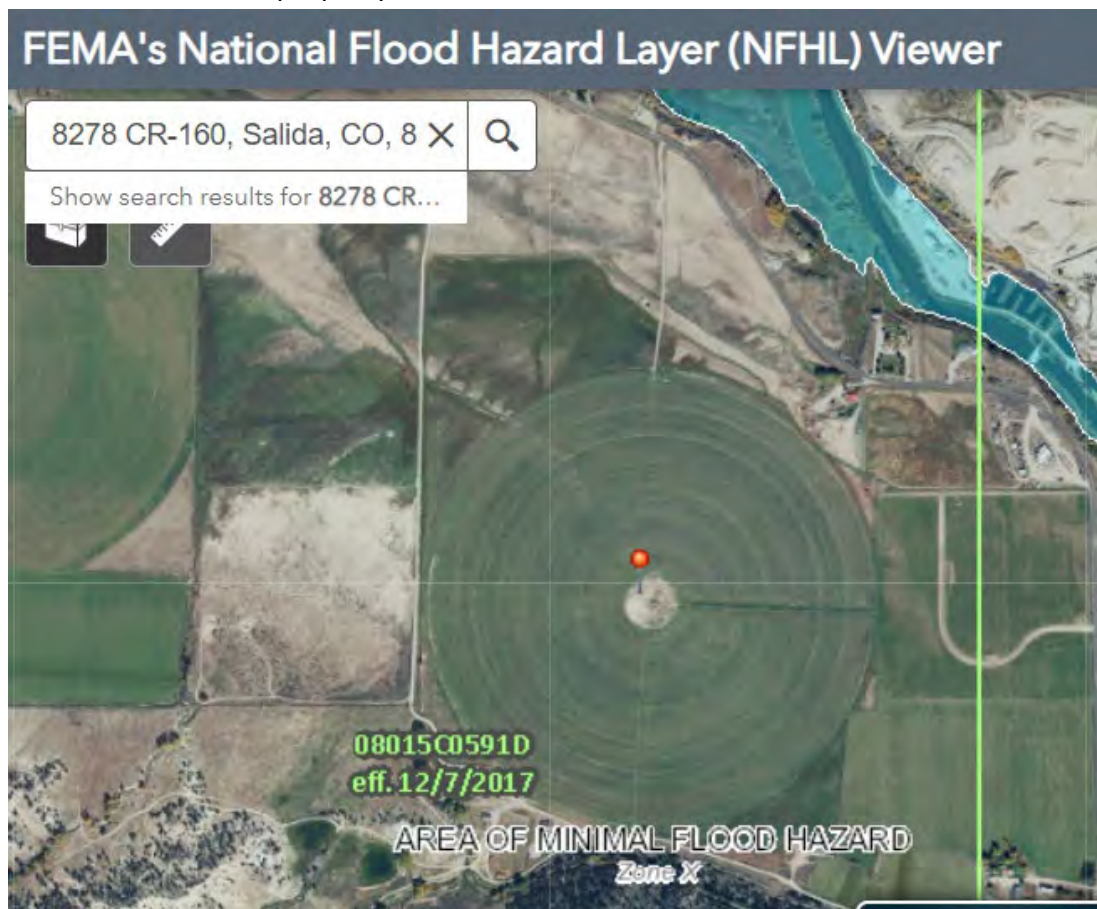 FEMA's National Flood Hazard Layer (NFHL) Viewer
8278 CR-160, Salida, CO, 8
Show search results for 8278 CR...
08015C0591D
eff. 12/7/2017
AREA OF MINIMAL FLOOD HAZARD
Zone X